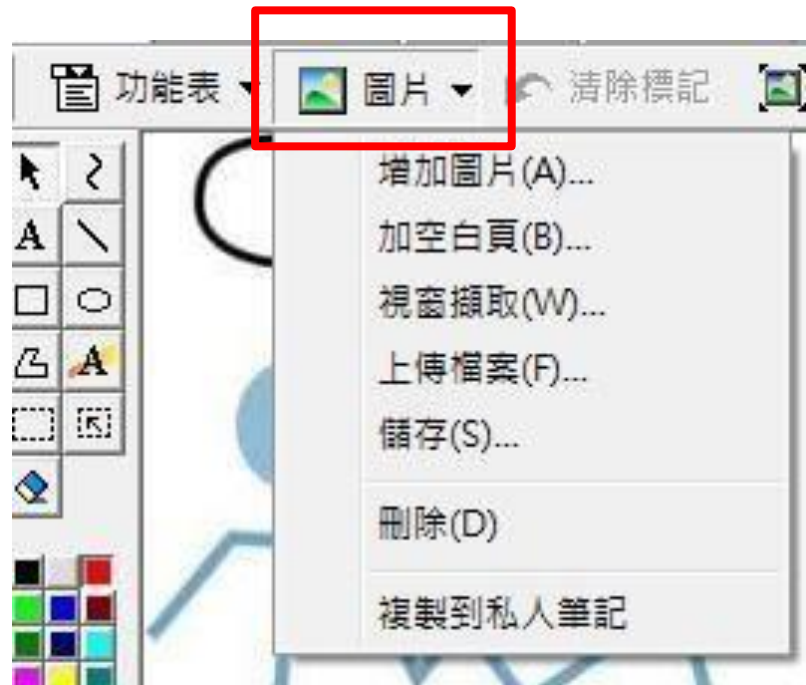 功能表 圖片 清除標記
A
A
增加圖片(A)...
加空白頁(B)...
視窗擷取(W)...
上傳檔案(F)...
儲存(S)...
刪除(D)
複製到私人筆記